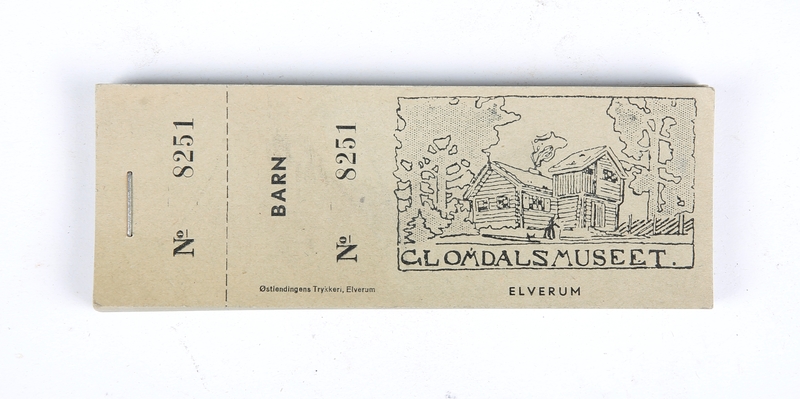 Nº 8251
BARN
Nº 8251
Østlendingens Trykkeri, Elverum
GLOMDALSMUSEET.
ELVERUM